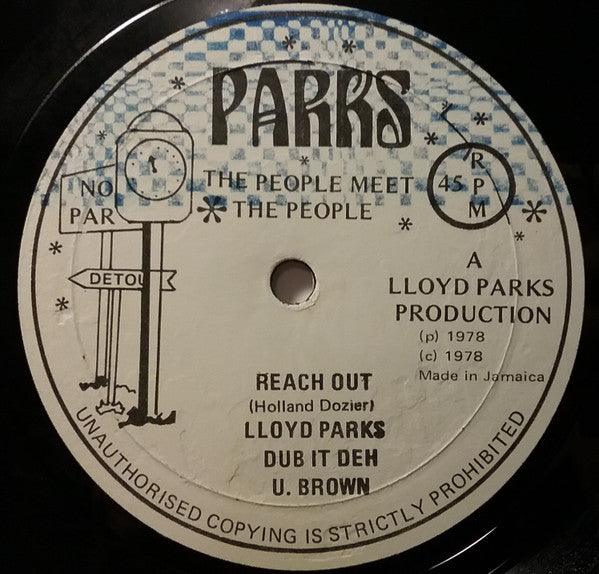 PARKS
THE PEOPLE MEET
THE PEOPLE
45 RPM
NO
PAR
DETOU
A
LLOYD PARKS
PRODUCTION
(p) 1978
(c) 1978
Made in Jamaica
REACH OUT
(Holland Dozier)
LLOYD PARKS
DUB IT DEH
U. BROWN
UNAUTHORISED COPYING IS STRICTLY PROHIBITED